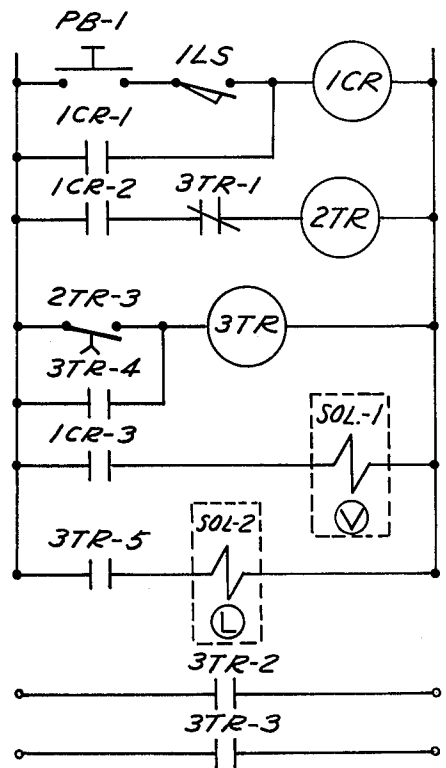 PB-1
1LS
1CR
1CR-1
1CR-2
3TR-1
2TR
2TR-3
3TR
3TR-4
1CR-3
SOL.-1
V
3TR-5
SOL-2
L
3TR-2
3TR-3